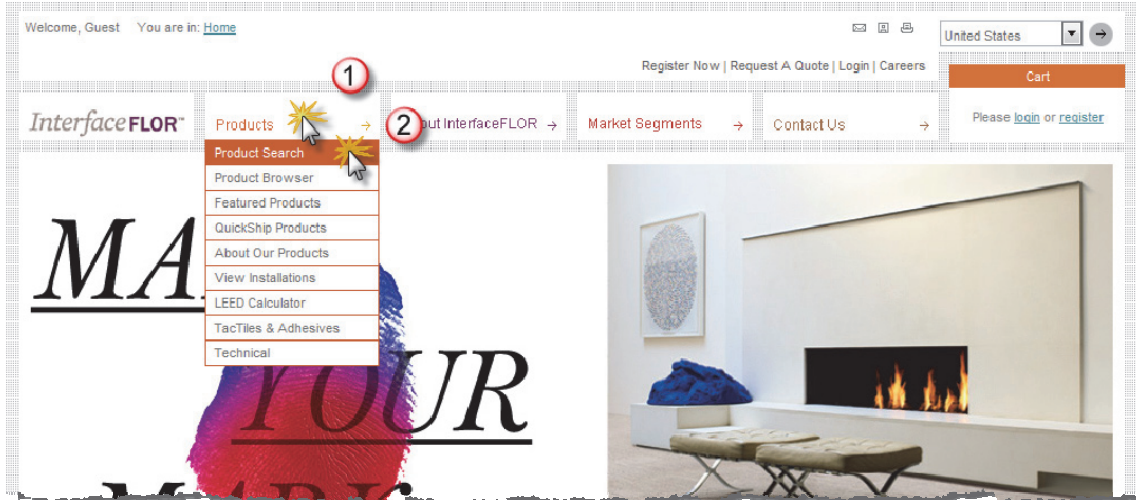 Welcome, Guest You are in: Home
United States
Register Now | Request A Quote | Login | Careers
Cart
Please login or register
1
2
InterfaceFLOR™
Products
out InterfaceFLOR
Market Segments
Contact Us
Product Search
Product Browser
Featured Products
QuickShip Products
About Our Products
View Installations
LEED Calculator
TacTiles & Adhesives
Technical
MA
YOUR